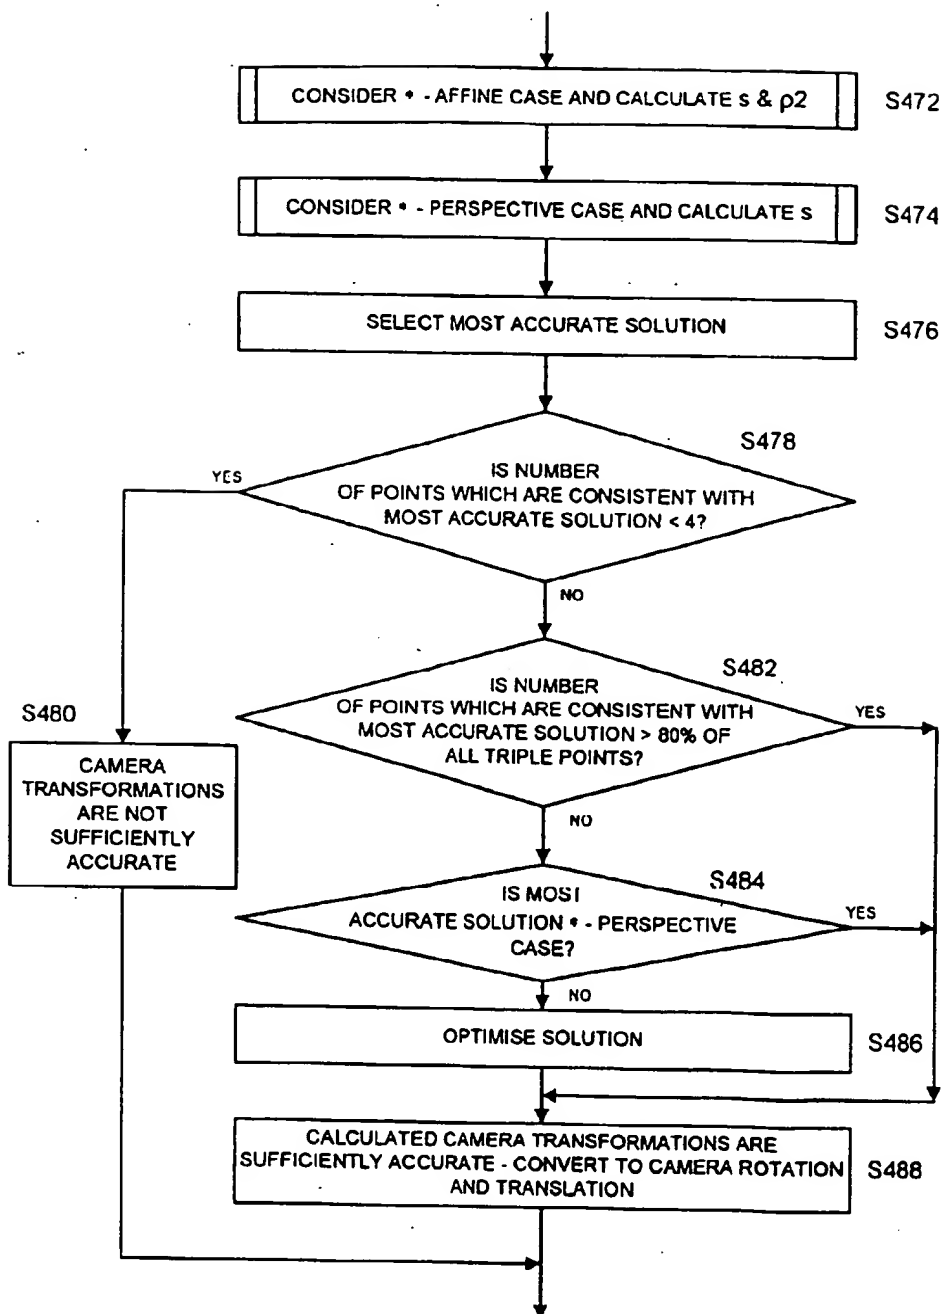 CONSIDER * - AFFINE CASE AND CALCULATE s & ρ2
S472
CONSIDER * - PERSPECTIVE CASE AND CALCULATE s
S474
SELECT MOST ACCURATE SOLUTION
S476
S478
YES
IS NUMBER
OF POINTS WHICH ARE CONSISTENT WITH
MOST ACCURATE SOLUTION < 4?
NO
S482
IS NUMBER
OF POINTS WHICH ARE CONSISTENT WITH
MOST ACCURATE SOLUTION > 80% OF
ALL TRIPLE POINTS?
YES
NO
S480
CAMERA
TRANSFORMATIONS
ARE NOT
SUFFICIENTLY
ACCURATE
S484
IS MOST
ACCURATE SOLUTION * - PERSPECTIVE
CASE?
YES
NO
OPTIMISE SOLUTION
S486
CALCULATED CAMERA TRANSFORMATIONS ARE
SUFFICIENTLY ACCURATE - CONVERT TO CAMERA ROTATION
AND TRANSLATION
S488